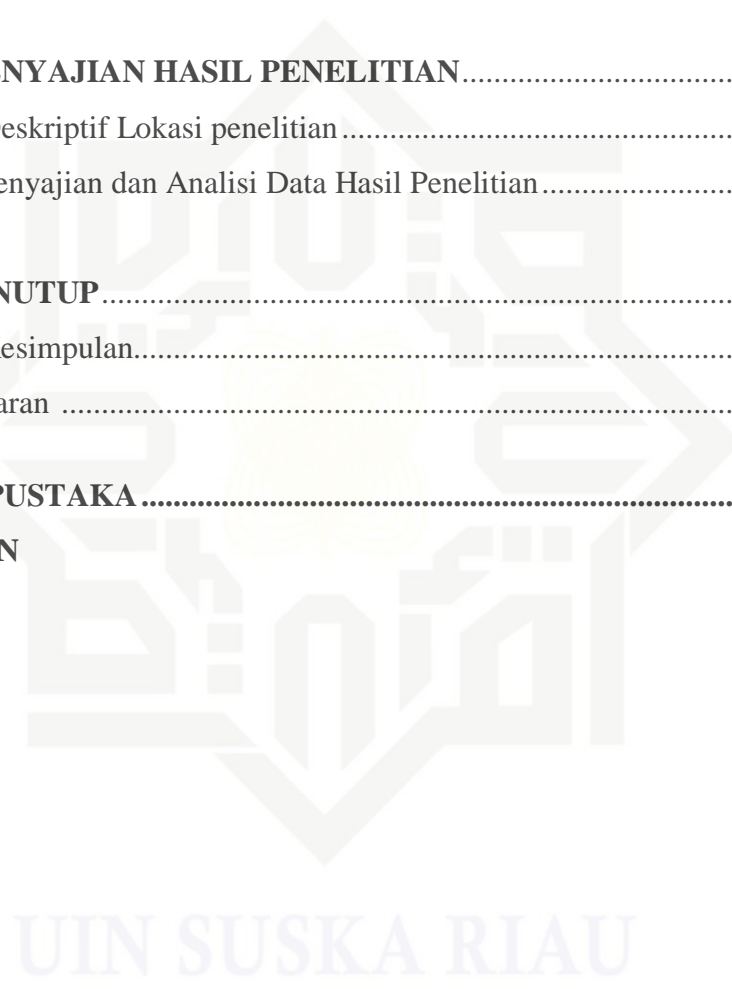 NYAJIAN HASIL PENELITIAN
eskriptif Lokasi penelitian
enyajian dan Analisi Data Hasil Penelitian
NUTUP
esimpulan
aran
PUSTAKA
N
UIN SUSKA RIAU